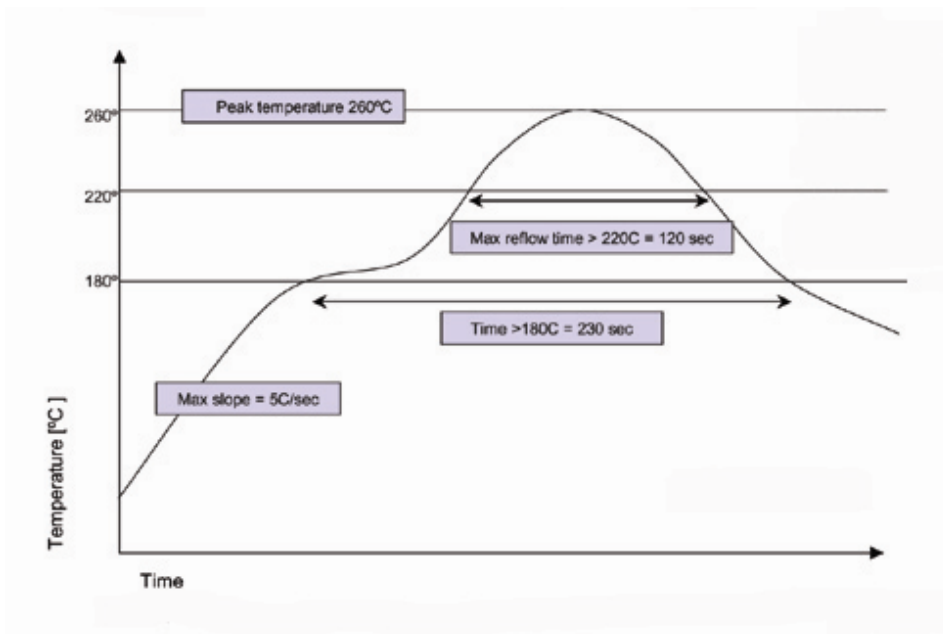 Peak temperature 260ºC
260º
220º
Max reflow time > 220C = 120 sec
180º
Time >180C = 230 sec
Max slope = 5C/sec
Temperature [ºC ]
Time